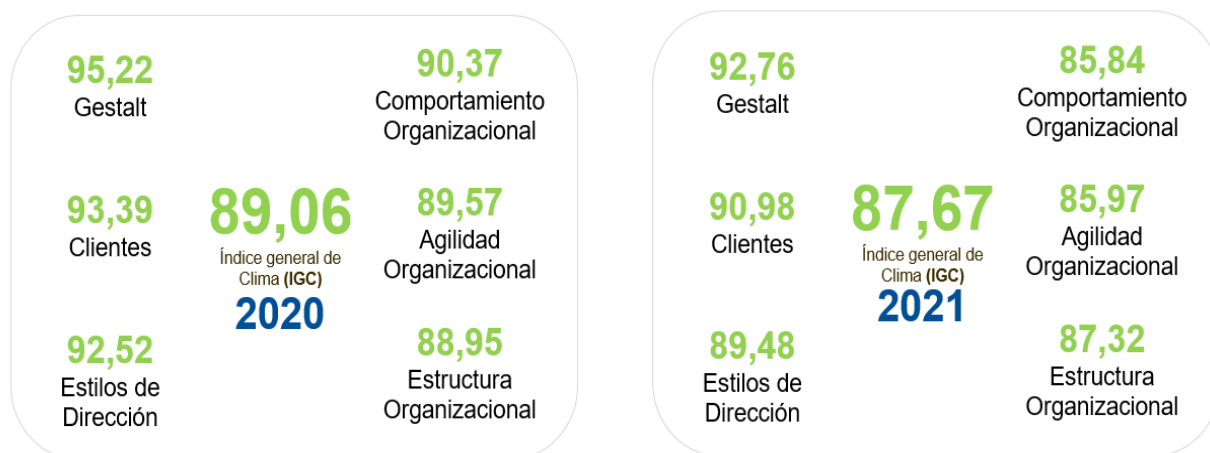 95,22
Gestalt
90,37
Comportamiento
Organizacional
93,39
Clientes
89,06
Índice general de
Clima (IGC)
2020
89,57
Agilidad
Organizacional
92,52
Estilos de
Dirección
88,95
Estructura
Organizacional
92,76
Gestalt
85,84
Comportamiento
Organizacional
90,98
Clientes
87,67
Índice general de
Clima (IGC)
2021
85,97
Agilidad
Organizacional
89,48
Estilos de
Dirección
87,32
Estructura
Organizacional